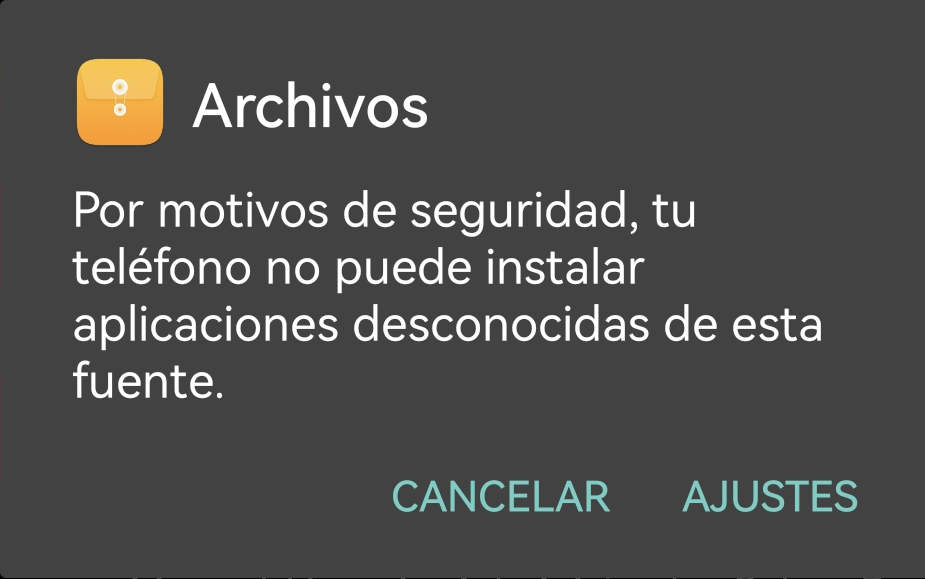 Archivos
Por motivos de seguridad, tu
teléfono no puede instalar
aplicaciones desconocidas de esta
fuente.
CANCELAR AJUSTES